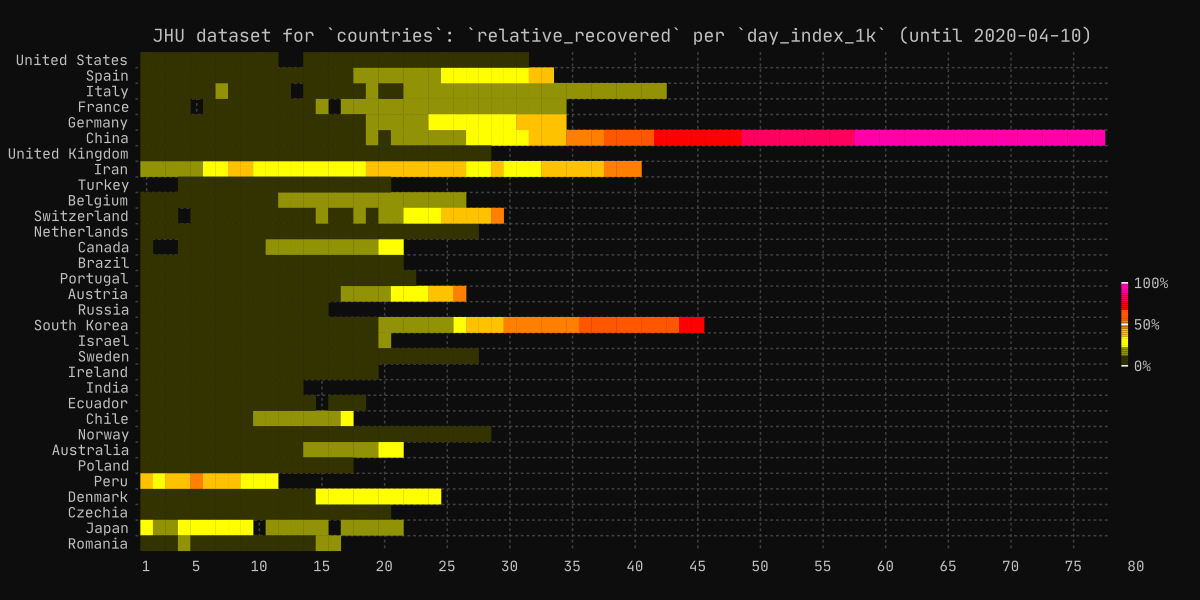 JHU dataset for `countries`: `relative_recovered` per `day_index_1k` (until 2020-04-10)
United States
Spain
Italy
France
Germany
China
United Kingdom
Iran
Turkey
Belgium
Switzerland
Netherlands
Canada
Brazil
Portugal
Austria
Russia
South Korea
Israel
Sweden
Ireland
India
Ecuador
Chile
Norway
Australia
Poland
Peru
Denmark
Czechia
Japan
Romania
1 5 10 15 20 25 30 35 40 45 50 55 60 65 70 75 80
100%
50%
0%